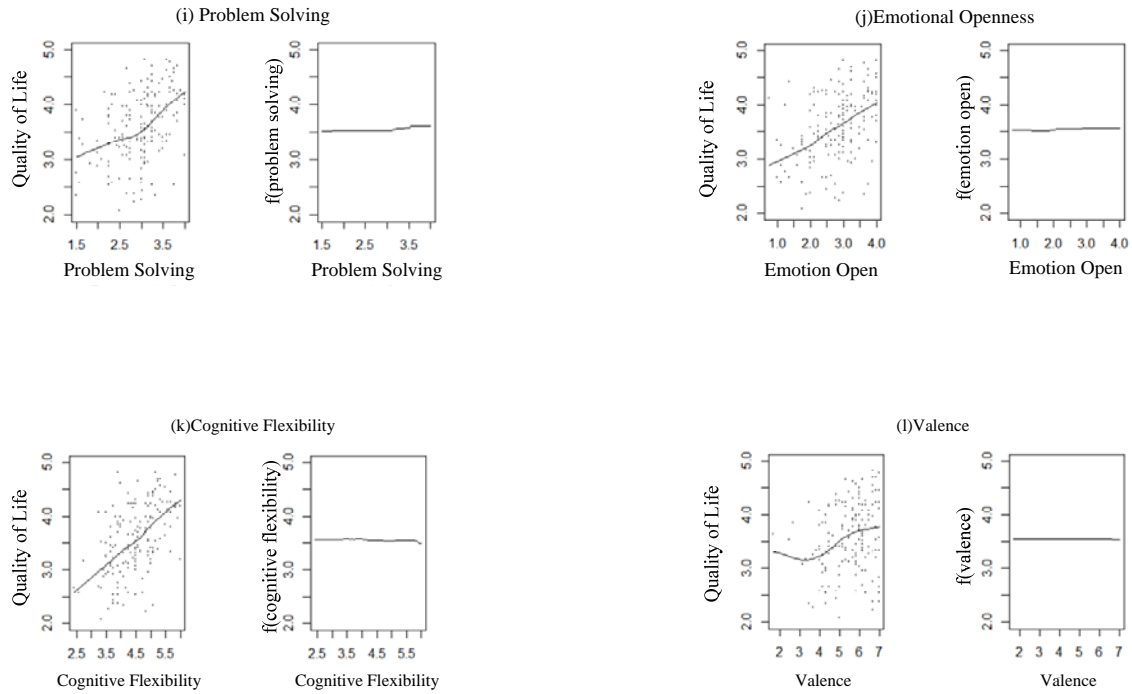 (i) Problem Solving
Quality of Life
5.0
4.0
3.0
2.0
1.5 2.5 3.5
Problem Solving
f(problem solving)
5.0
4.0
3.0
2.0
1.5 2.5 3.5
Problem Solving
(j)Emotional Openness
Quality of Life
5.0
4.0
3.0
2.0
1.0 2.0 3.0 4.0
Emotion Open
f(emotion open)
5.0
4.0
3.0
2.0
1.0 2.0 3.0 4.0
Emotion Open
(k)Cognitive Flexibility
Quality of Life
5.0
4.0
3.0
2.0
2.5 3.5 4.5 5.5
Cognitive Flexibility
f(cognitive flexibility)
5.0
4.0
3.0
2.0
2.5 3.5 4.5 5.5
Cognitive Flexibility
(l)Valence
Quality of Life
5.0
4.0
3.0
2.0
2 3 4 5 6 7
Valence
f(valence)
5.0
4.0
3.0
2.0
2 3 4 5 6 7
Valence